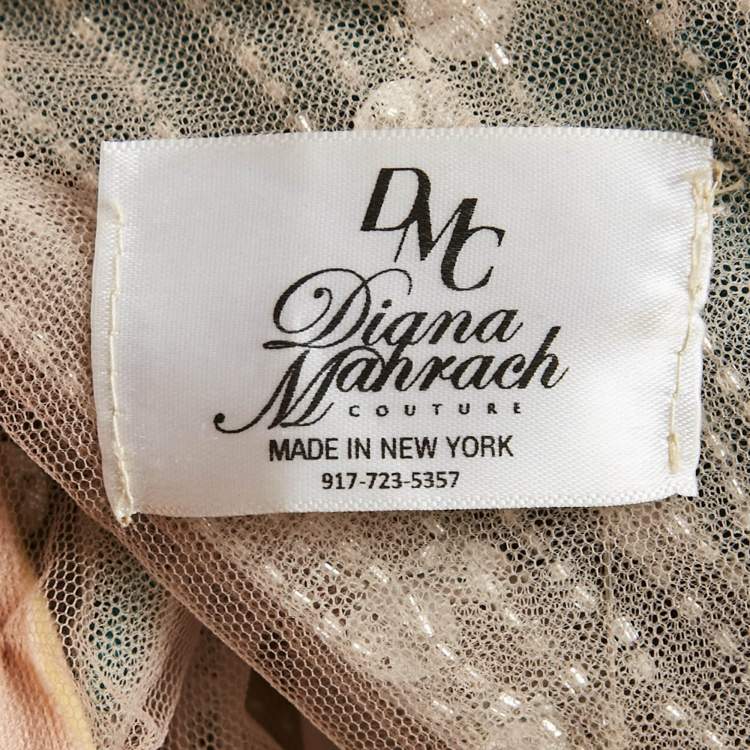 DMC
Diana
Mahrach
COUTURE
MADE IN NEW YORK
917-723-5357